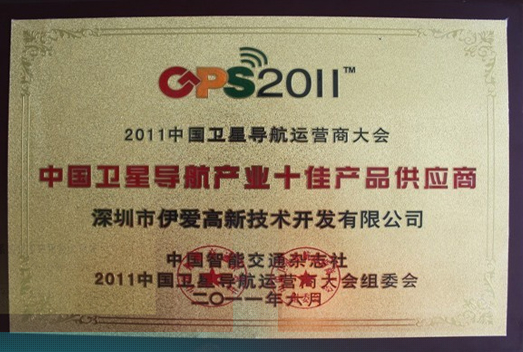 GPS2011™
2011中国卫星导航运营商大会
中国卫星导航产业十佳产品供应商
深圳市伊爱高新技术开发有限公司
中国智能交通杂志社
2011中国卫星导航运营商大会组委会
二〇一一年六月